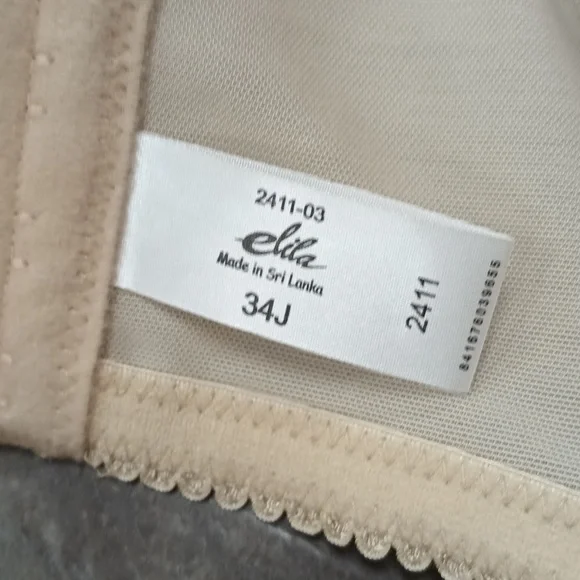 2411-03
elila
Made in Sri Lanka
34J
2411
841676039655